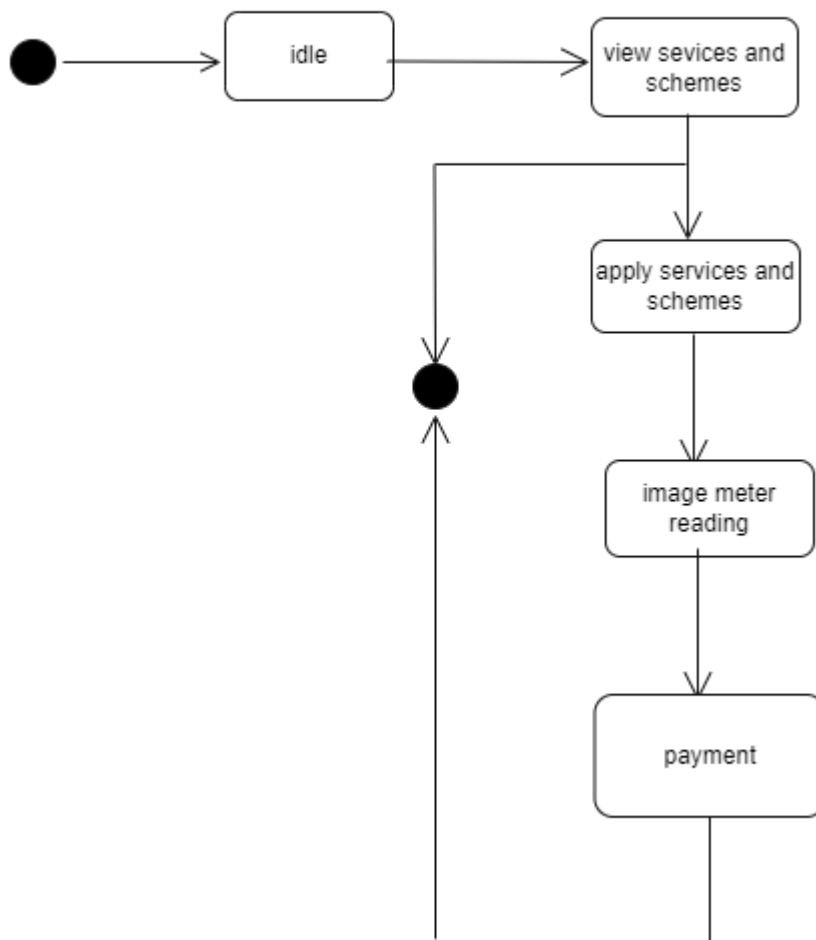 idle
view sevices and
schemes
apply services and
schemes
image meter
reading
payment